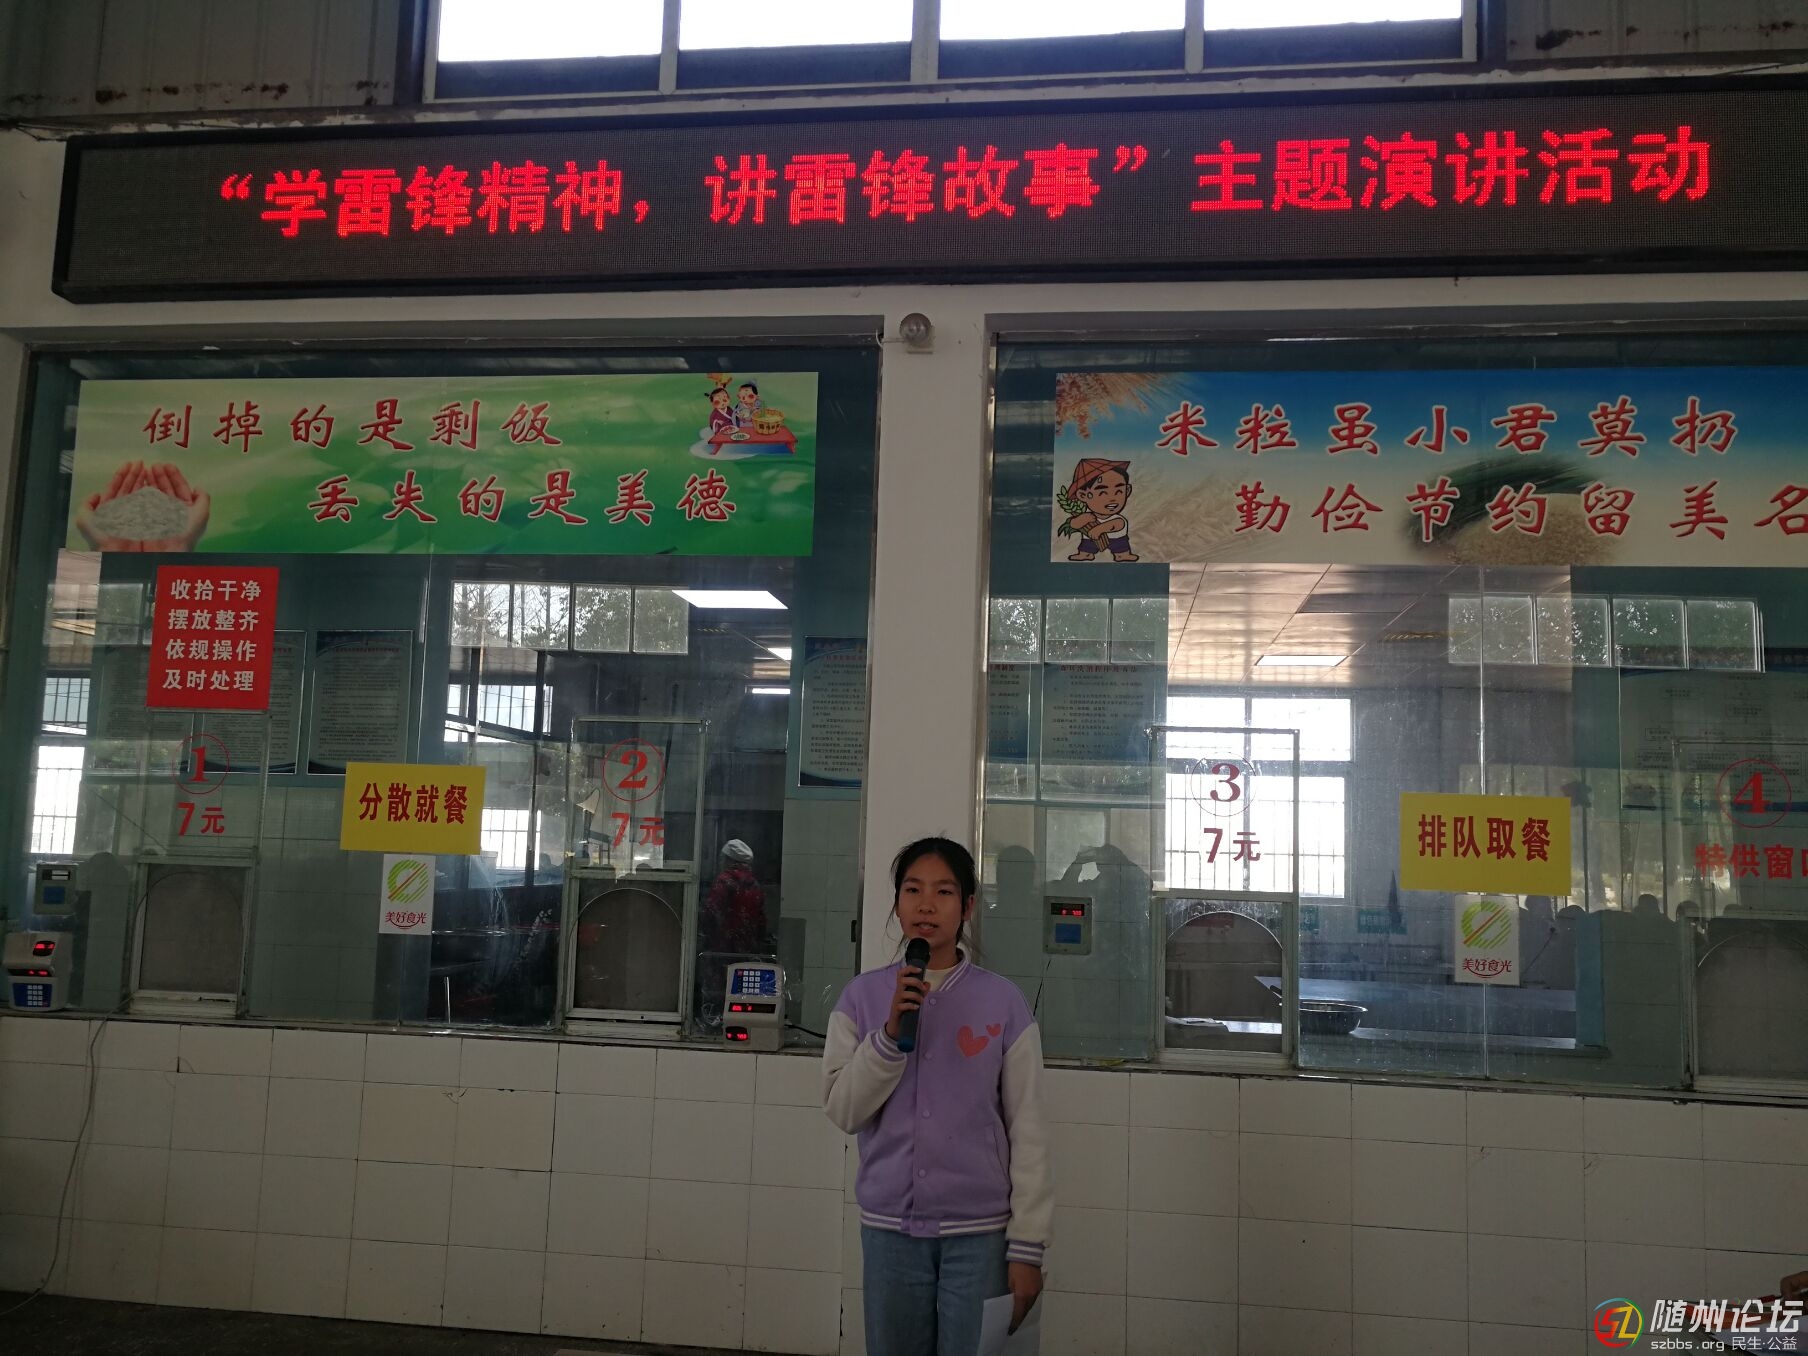 “学雷锋精神，讲雷锋故事”主题演讲活动
倒掉的是剩饭
丢失的是美德
米粒虽小君莫扔
勤俭节约留美名
收拾干净
摆放整齐
依规操作
及时处理
1
7元
分散就餐
美好食光
2
7元
3
7元
排队取餐
美好食光
4
特供窗口
随州论坛
szbbs.org 民生·公益